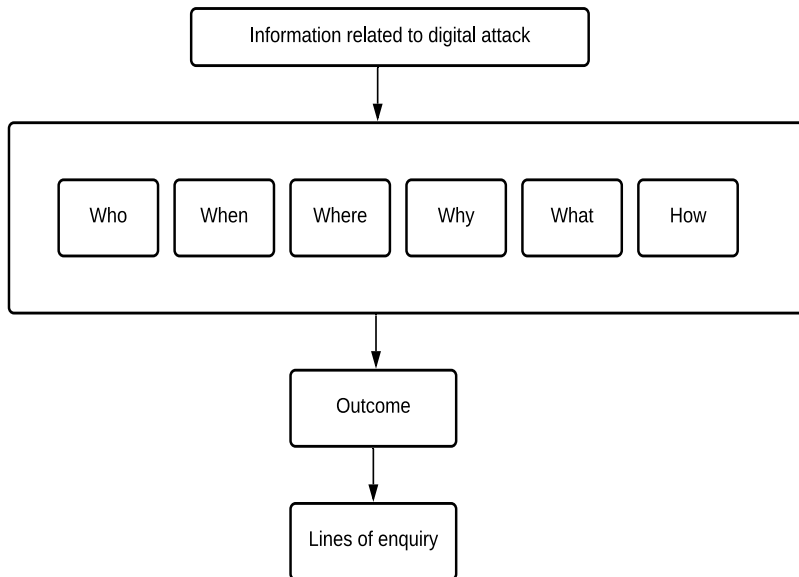 Information related to digital attack
Who
When
Where
Why
What
How
Outcome
Lines of enquiry